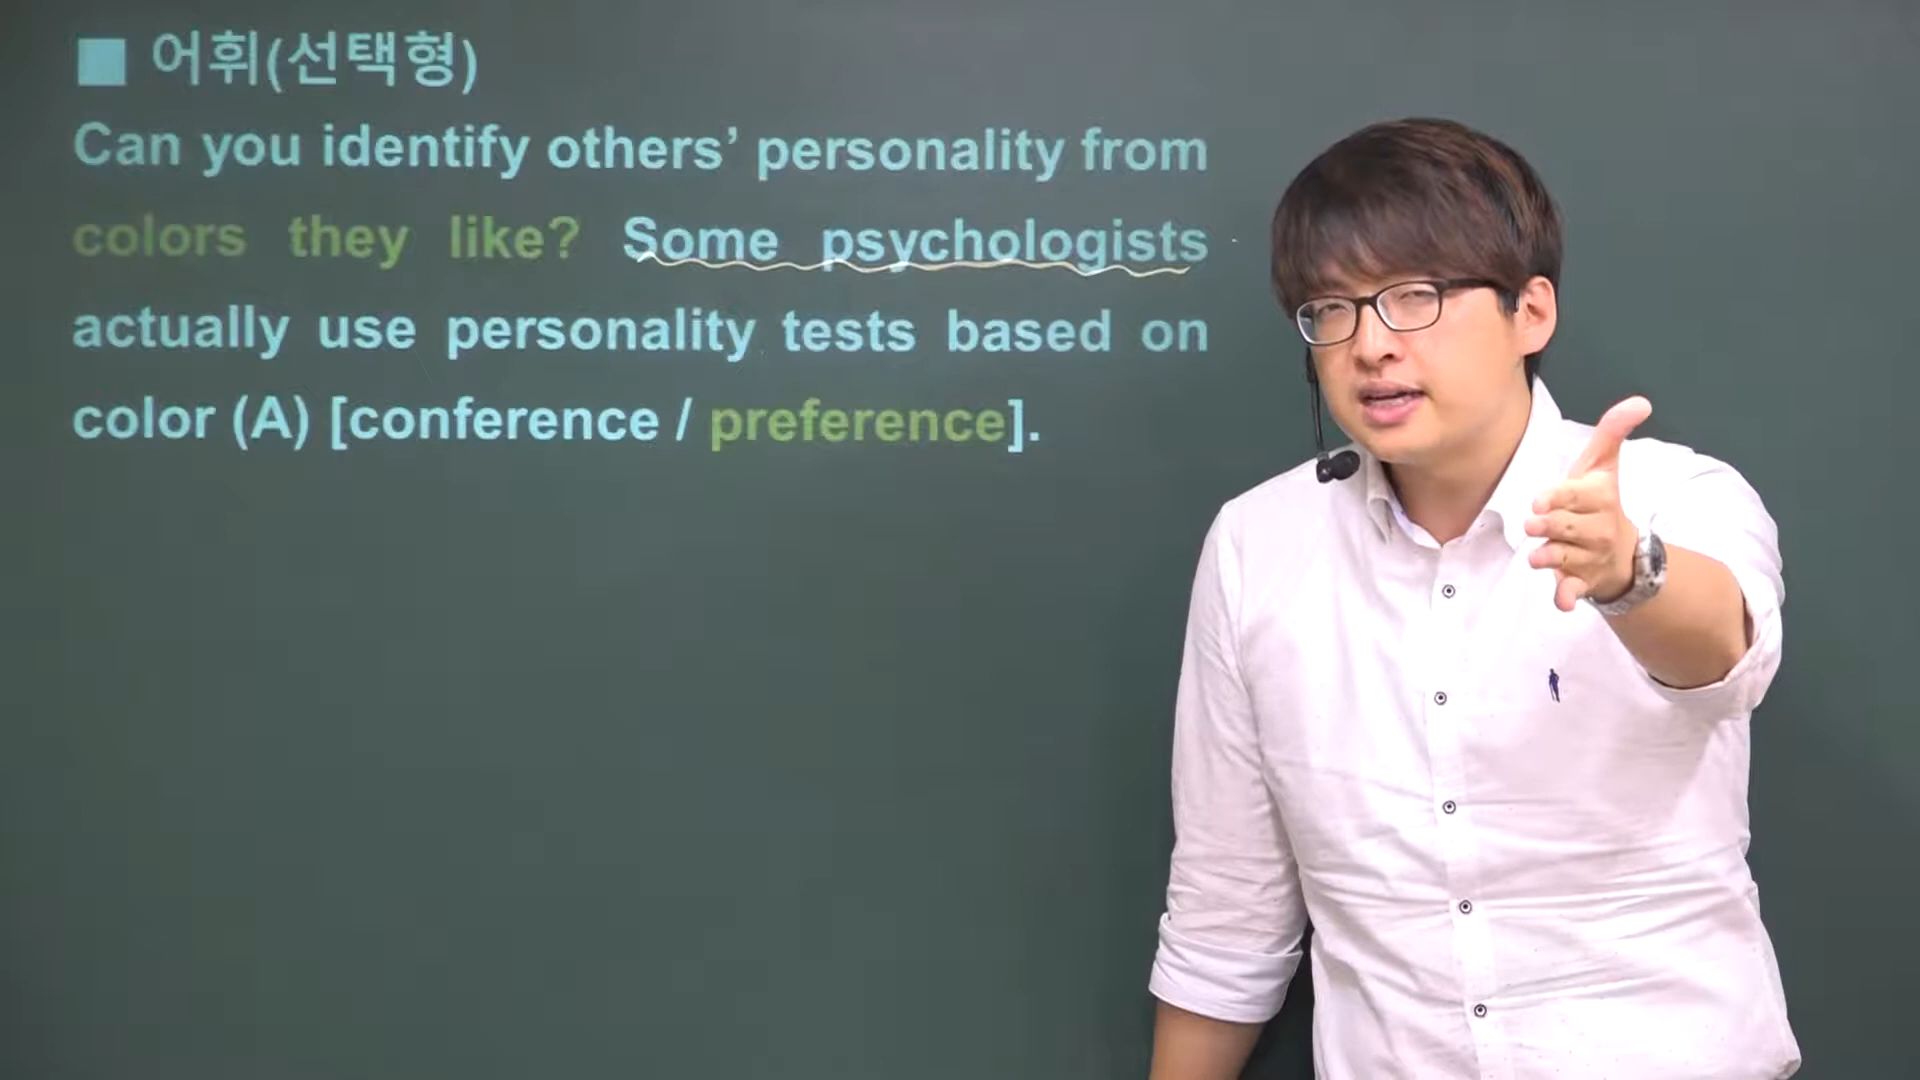 ■ 어휘(선택형)
Can you identify others’ personality from
colors they like? Some psychologists
actually use personality tests based on
color (A) [conference / preference].